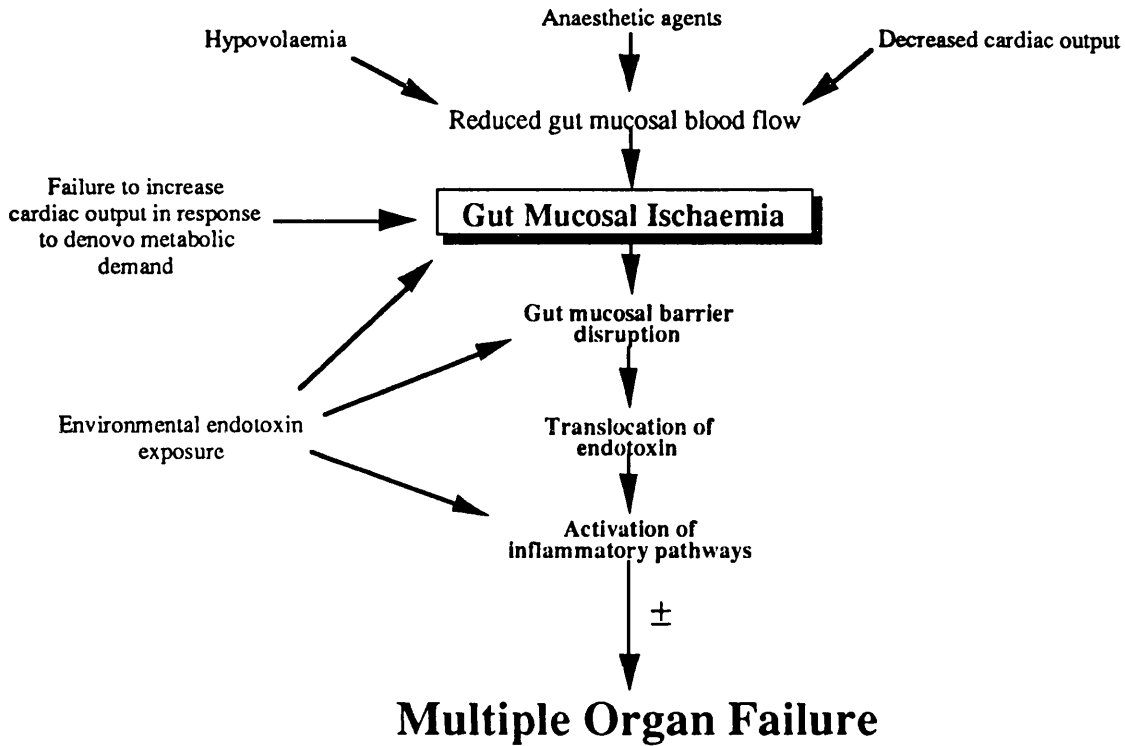 Anaesthetic agents
Hypovolaemia
Decreased cardiac output
Reduced gut mucosal blood flow
Failure to increase
cardiac output in response
to denovo metabolic
demand
Gut Mucosal Ischaemia
Gut mucosal barrier
disruption
Environmental endotoxin
exposure
Translocation of
endotoxin
Activation of
inflammatory pathways
±
Multiple Organ Failure